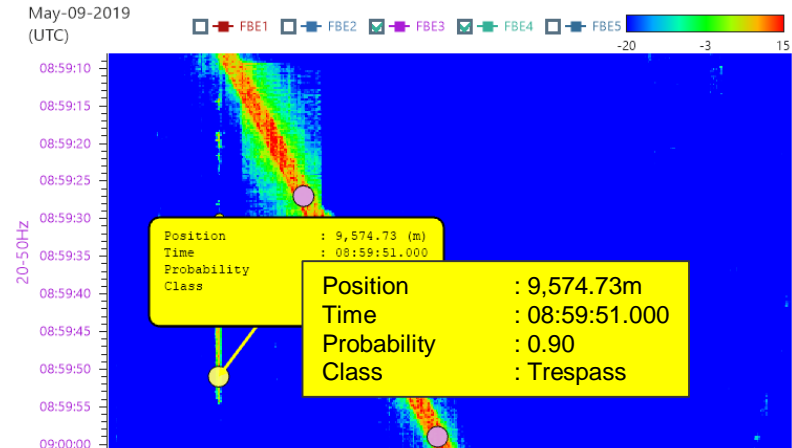 May-09-2019
(UTC)
FBE1 FBE2 FBE3 FBE4 FBE5
-20 -3 15
08:59:10
08:59:15
08:59:20
08:59:25
08:59:30
08:59:35
08:59:40
08:59:45
08:59:50
08:59:55
09:00:00
20-50Hz
Position : 9,574.73 (m)
Time : 08:59:51.000
Probability
Class
Position : 9,574.73m
Time : 08:59:51.000
Probability : 0.90
Class : Trespass